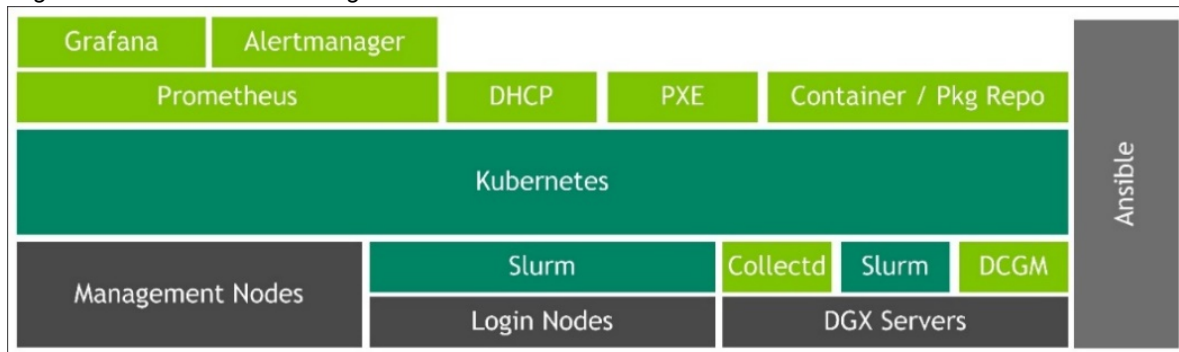 Grafana
Alertmanager
Prometheus
DHCP
PXE
Container / Pkg Repo
Kubernetes
Ansible
Management Nodes
Slurm
Collectd
Slurm
DCGM
Login Nodes
DGX Servers